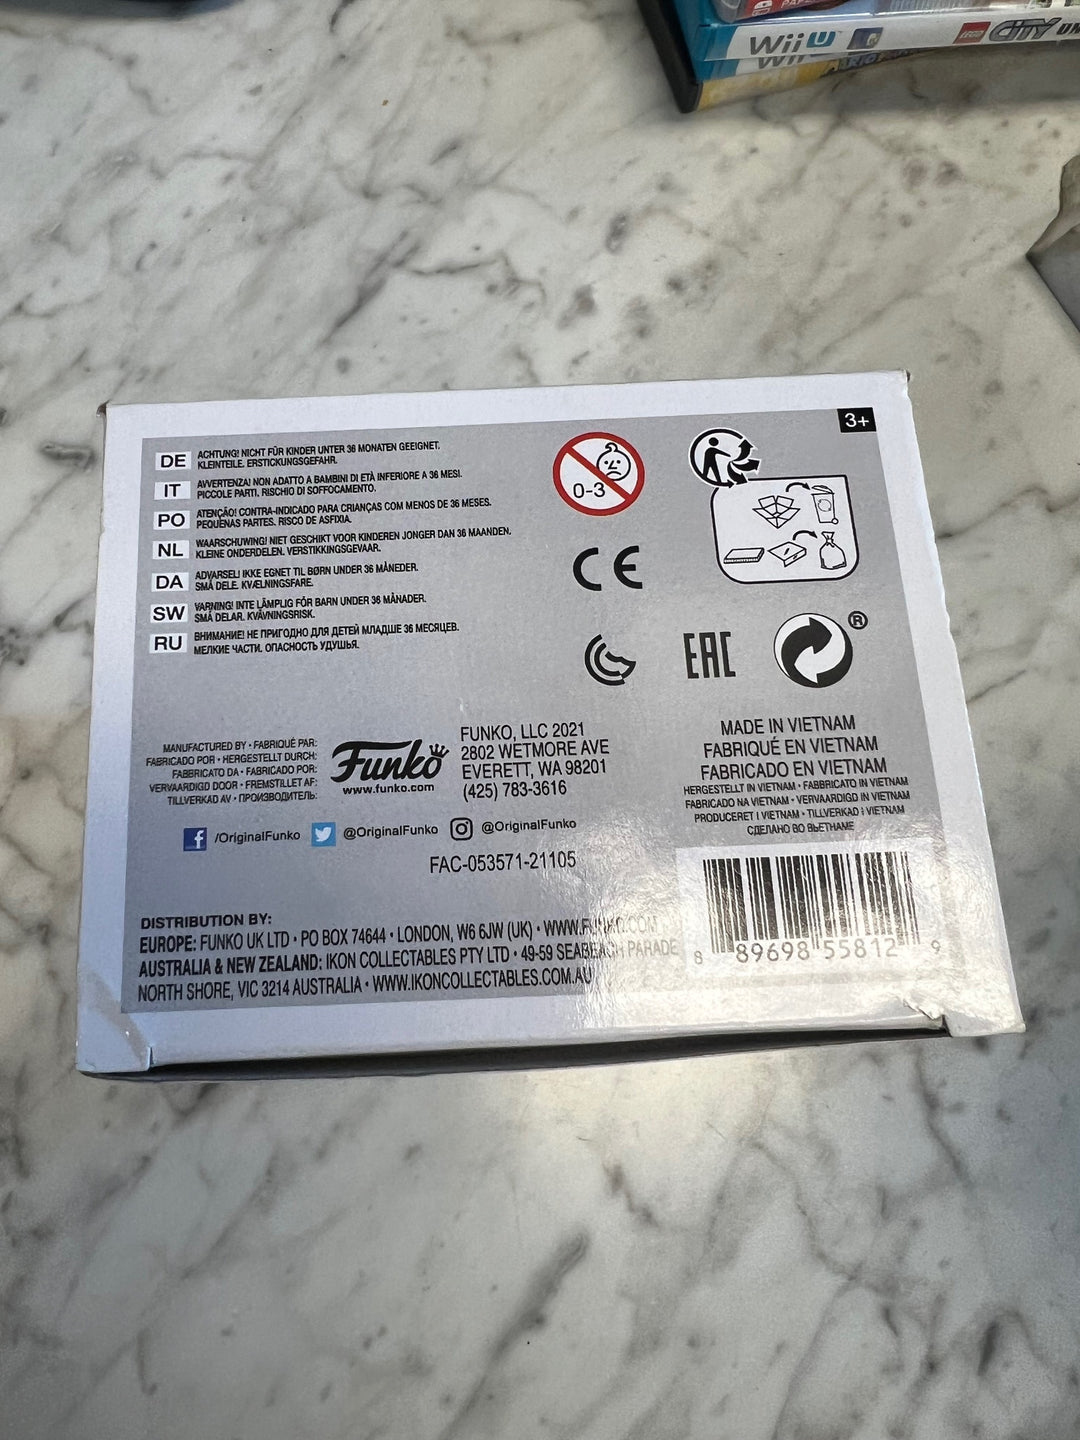 Wii U LEGO CITY
3+
DE ACHTUNG! NICHT FÜR KINDER UNTER 36 MONATEN GEEIGNET.
KLEINTEILE. ERSTICKUNGSGEFAHR.
IT AVVERTENZA! NON ADATTO A BAMBINI DI ETÀ INFERIORE A 36 MESI.
PICCOLE PARTI. RISCHIO DI SOFFOCAMENTO.
PO ATENÇÃO! CONTRA-INDICADO PARA CRIANÇAS COM MENOS DE 36 MESES.
PEQUENAS PARTES. RISCO DE ASFIXIA.
NL WAARSCHUWING! NIET GESCHIKT VOOR KINDEREN JONGER DAN 36 MAANDEN.
KLEINE ONDERDELEN. VERSTIKKINGSGEVAAR.
DA ADVARSEL! IKKE EGNET TIL BØRN UNDER 36 MÅNEDER.
SMÅ DELE. KVÆLNINGSFARE.
SW VARNING! INTE LÄMPLIG FÖR BARN UNDER 36 MÅNADER.
SMÅ DELAR. KVÄVNINGSRISK.
RU ВНИМАНИЕ! НЕ ПРИГОДНО ДЛЯ ДЕТЕЙ МЛАДШЕ 36 МЕСЯЦЕВ.
МЕЛКИЕ ЧАСТИ. ОПАСНОСТЬ УДУШЬЯ.
0-3
CE
EAC
®
MANUFACTURED BY • FABRIQUÉ PAR:
FABRICADO POR • HERGESTELLT DURCH:
FABBRICATO DA • FABRICADO POR:
VERVAARDIGD DOOR • FREMSTILLET AF:
TILLVERKAD AV • ПРОИЗВОДИТЕЛЬ:
Funko
www.funko.com
FUNKO, LLC 2021
2802 WETMORE AVE
EVERETT, WA 98201
(425) 783-3616
/OriginalFunko @OriginalFunko @OriginalFunko
FAC-053571-21105
MADE IN VIETNAM
FABRIQUÉ EN VIETNAM
FABRICADO EN VIETNAM
HERGESTELLT IN VIETNAM • FABBRICATO IN VIETNAM
FABRICADO NA VIETNAM • VERVAARDIGD IN VIETNAM
PRODUCERET I VIETNAM • TILLVERKAD I VIETNAM
СДЕЛАНО ВО ВЬЕТНАМЕ
8 89698 55812 9
DISTRIBUTION BY:
EUROPE: FUNKO UK LTD • PO BOX 74644 • LONDON, W6 6JW (UK) • WWW.FUNKO.COM
AUSTRALIA & NEW ZEALAND: IKON COLLECTABLES PTY LTD • 49-59 SEABEACH PARADE
NORTH SHORE, VIC 3214 AUSTRALIA • WWW.IKONCOLLECTABLES.COM.AU